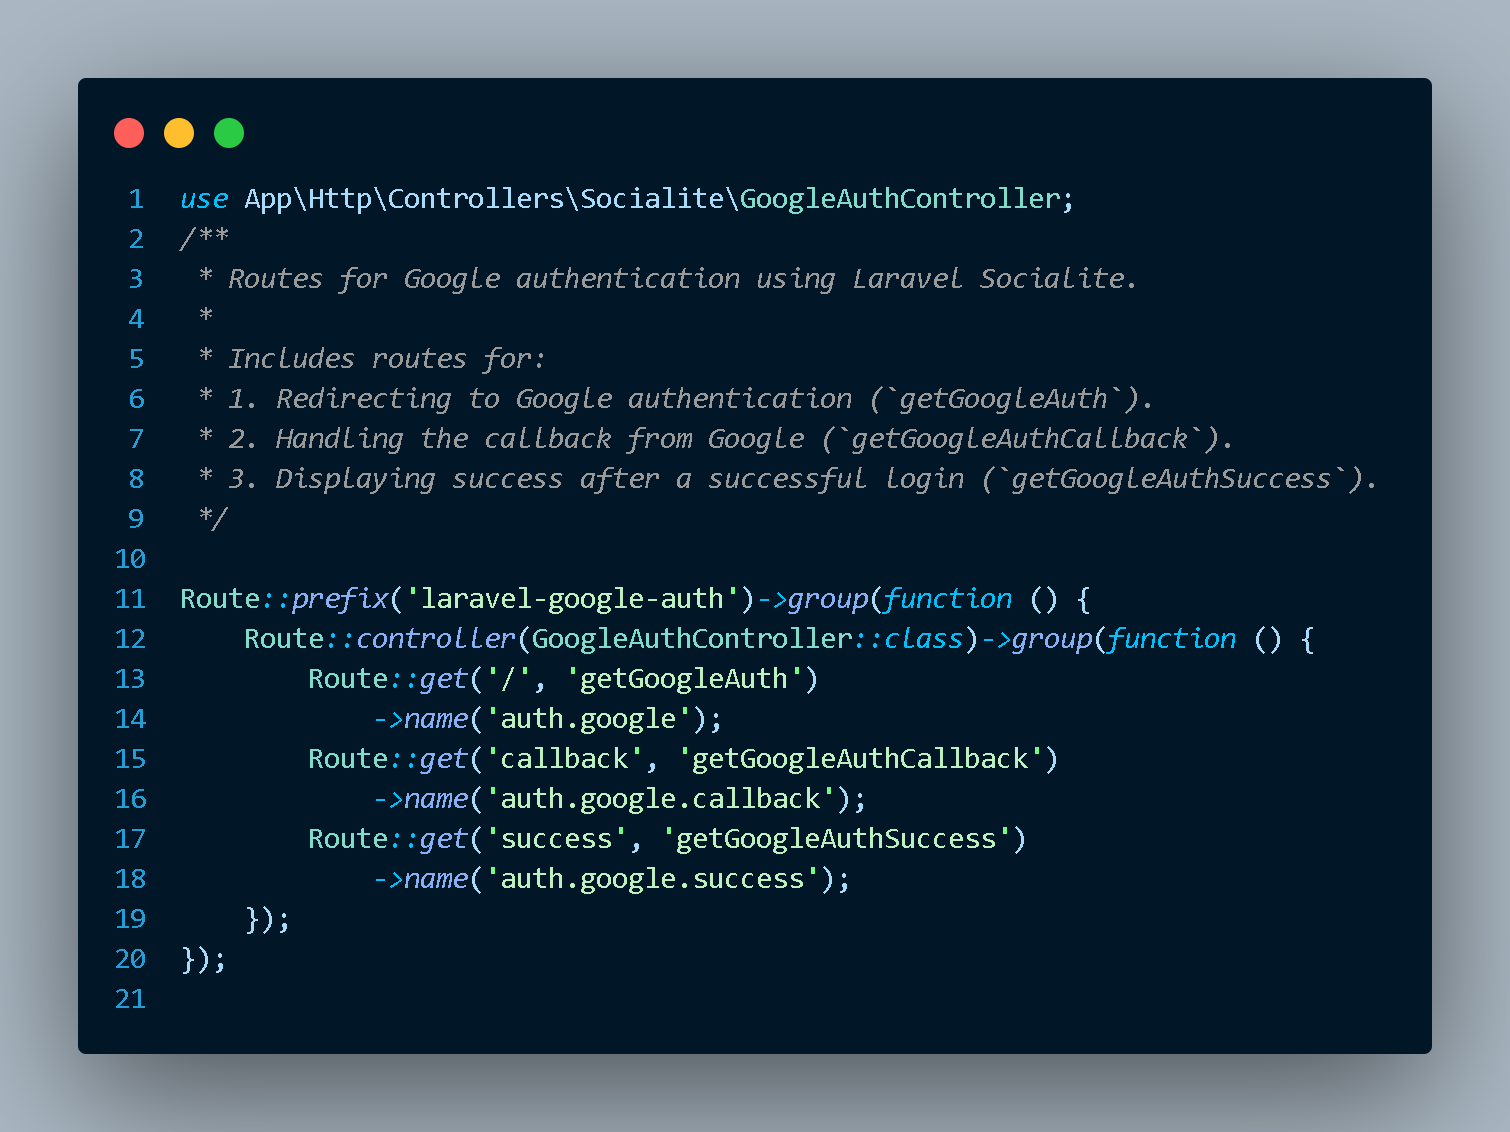 1 use App\Http\Controllers\Socialite\GoogleAuthController;
2 /**
3  * Routes for Google authentication using Laravel Socialite.
4  *
5  * Includes routes for:
6  * 1. Redirecting to Google authentication (`getGoogleAuth`).
7  * 2. Handling the callback from Google (`getGoogleAuthCallback`).
8  * 3. Displaying success after a successful login (`getGoogleAuthSuccess`).
9  */
10
11 Route::prefix('laravel-google-auth')->group(function () {
12     Route::controller(GoogleAuthController::class)->group(function () {
13         Route::get('/', 'getGoogleAuth')
14             ->name('auth.google');
15         Route::get('callback', 'getGoogleAuthCallback')
16             ->name('auth.google.callback');
17         Route::get('success', 'getGoogleAuthSuccess')
18             ->name('auth.google.success');
19     });
20 });
21